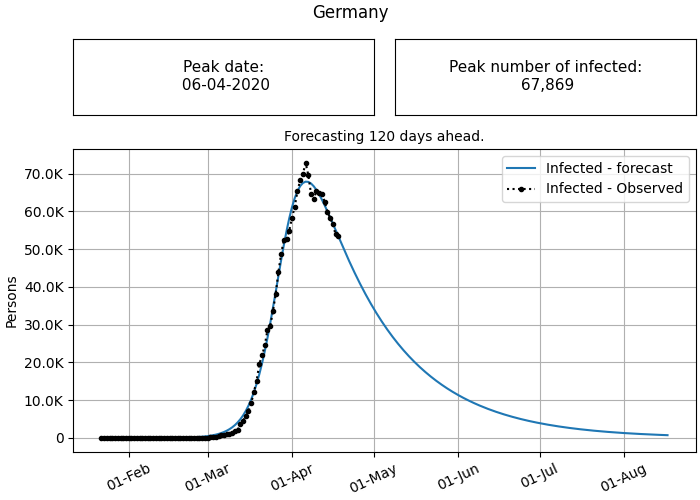 Germany
Peak date:
06-04-2020
Peak number of infected:
67,869
Forecasting 120 days ahead.
Infected - forecast
Infected - Observed
Persons
70.0K
60.0K
50.0K
40.0K
30.0K
20.0K
10.0K
0
01-Feb
01-Mar
01-Apr
01-May
01-Jun
01-Jul
01-Aug